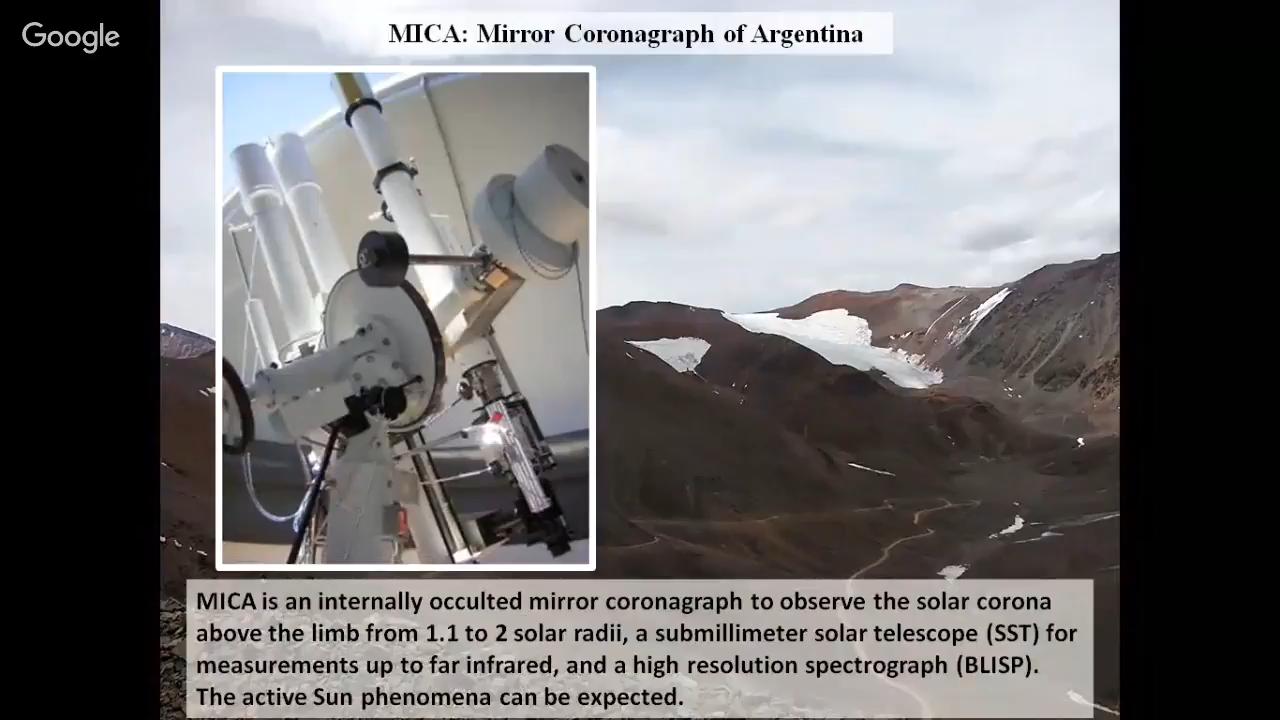 Google
MICA: Mirror Coronagraph of Argentina
MICA is an internally occulted mirror coronagraph to observe the solar corona
above the limb from 1.1 to 2 solar radii, a submillimeter solar telescope (SST) for
measurements up to far infrared, and a high resolution spectrograph (BLISP).
The active Sun phenomena can be expected.